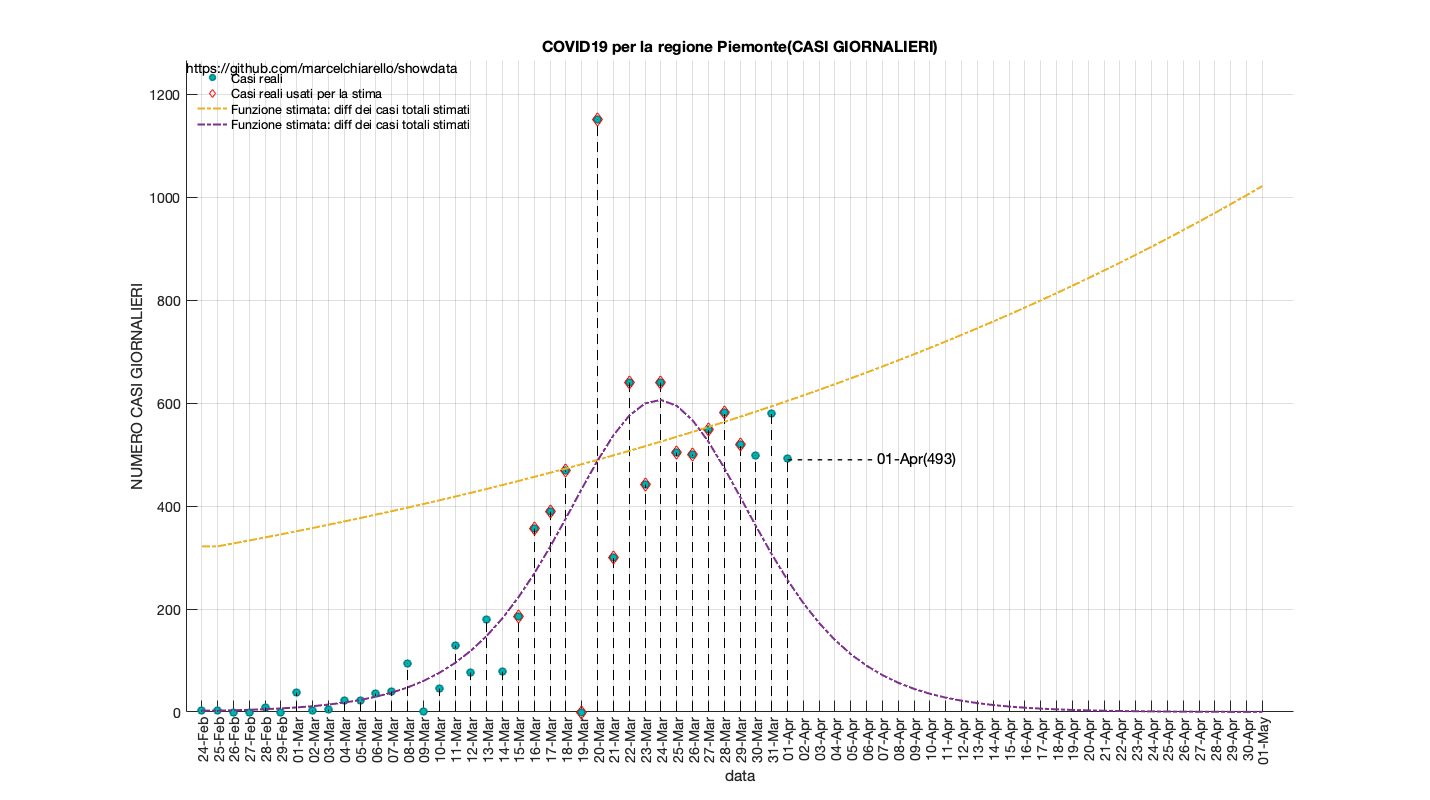 COVID19 per la regione Piemonte(CASI GIORNALIERI)
https://github.com/marcelchiarello/showdata
Casi reali
Casi reali usati per la stima
Funzione stimata: diff dei casi totali stimati
Funzione stimata: diff dei casi totali stimati
NUMERO CASI GIORNALIERI
1200
1000
800
600
400
200
0
01-Apr(493)
24-Feb
25-Feb
26-Feb
27-Feb
28-Feb
29-Feb
01-Mar
02-Mar
03-Mar
04-Mar
05-Mar
06-Mar
07-Mar
08-Mar
09-Mar
10-Mar
11-Mar
12-Mar
13-Mar
14-Mar
15-Mar
16-Mar
17-Mar
18-Mar
19-Mar
20-Mar
21-Mar
22-Mar
23-Mar
24-Mar
25-Mar
26-Mar
27-Mar
28-Mar
29-Mar
30-Mar
31-Mar
01-Apr
02-Apr
03-Apr
04-Apr
05-Apr
06-Apr
07-Apr
08-Apr
09-Apr
10-Apr
11-Apr
12-Apr
13-Apr
14-Apr
15-Apr
16-Apr
17-Apr
18-Apr
19-Apr
20-Apr
21-Apr
22-Apr
23-Apr
24-Apr
25-Apr
26-Apr
27-Apr
28-Apr
29-Apr
30-Apr
01-May
data